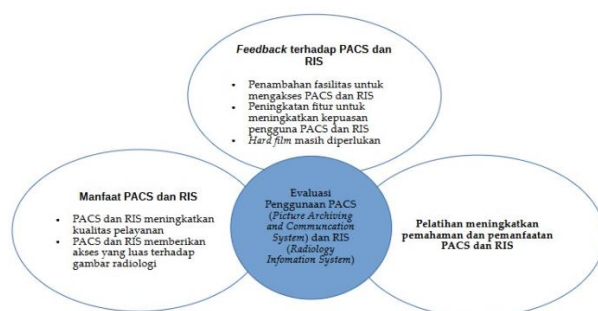 Feedback terhadap PACS dan
RIS
• Penambahan fasilitas untuk
mengakses PACS dan RIS
• Peningkatan fitur untuk
meningkatkan kepuasan
pengguna PACS dan RIS
• Hard film masih diperlukan
Manfaat PACS dan RIS
• PACS dan RIS meningkatkan
kualitas pelayanan
• PACS dan RIS memberikan
akses yang luas terhadap
gambar radiologi
Evaluasi
Penggunaan PACS
(Picture Archiving
and Communcation
System) dan RIS
(Radiology
Infomation System)
Pelatihan meningkatkan
pemahaman dan pemanfaatan
PACS dan RIS